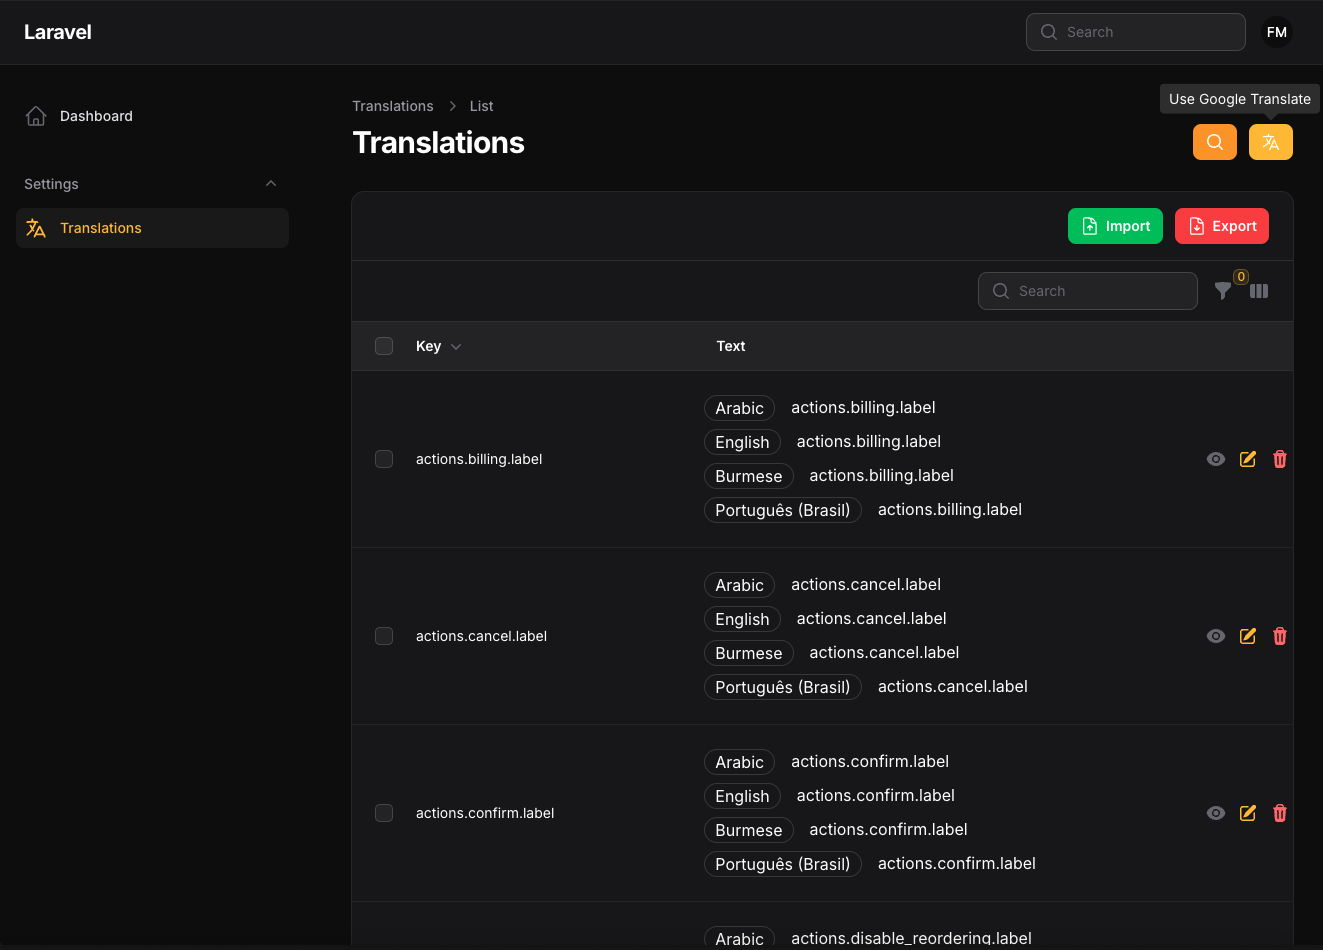 Laravel
Search
FM
Dashboard
Settings
Translations
Translations > List
Use Google Translate
Translations
Import
Export
Search
0
Key
Text
actions.billing.label
Arabic actions.billing.label
English actions.billing.label
Burmese actions.billing.label
Português (Brasil) actions.billing.label
actions.cancel.label
Arabic actions.cancel.label
English actions.cancel.label
Burmese actions.cancel.label
Português (Brasil) actions.cancel.label
actions.confirm.label
Arabic actions.confirm.label
English actions.confirm.label
Burmese actions.confirm.label
Português (Brasil) actions.confirm.label
Arabic actions.disable_reordering.label